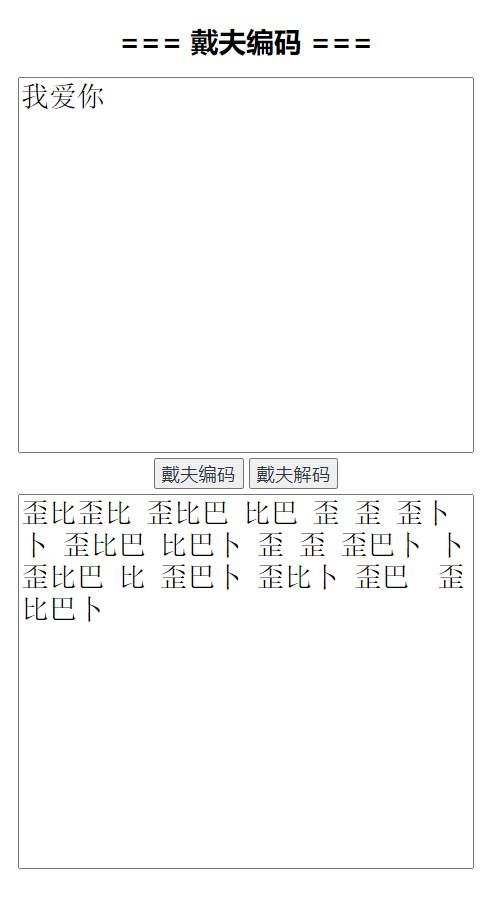 === 戴夫编码 ===
我爱你
戴夫编码 戴夫解码
歪比歪比 歪比巴 比巴 歪 歪 歪卜
卜 歪比巴 比巴卜 歪 歪 歪巴卜 卜
歪比巴 比 歪巴卜 歪比卜 歪巴  歪
比巴卜